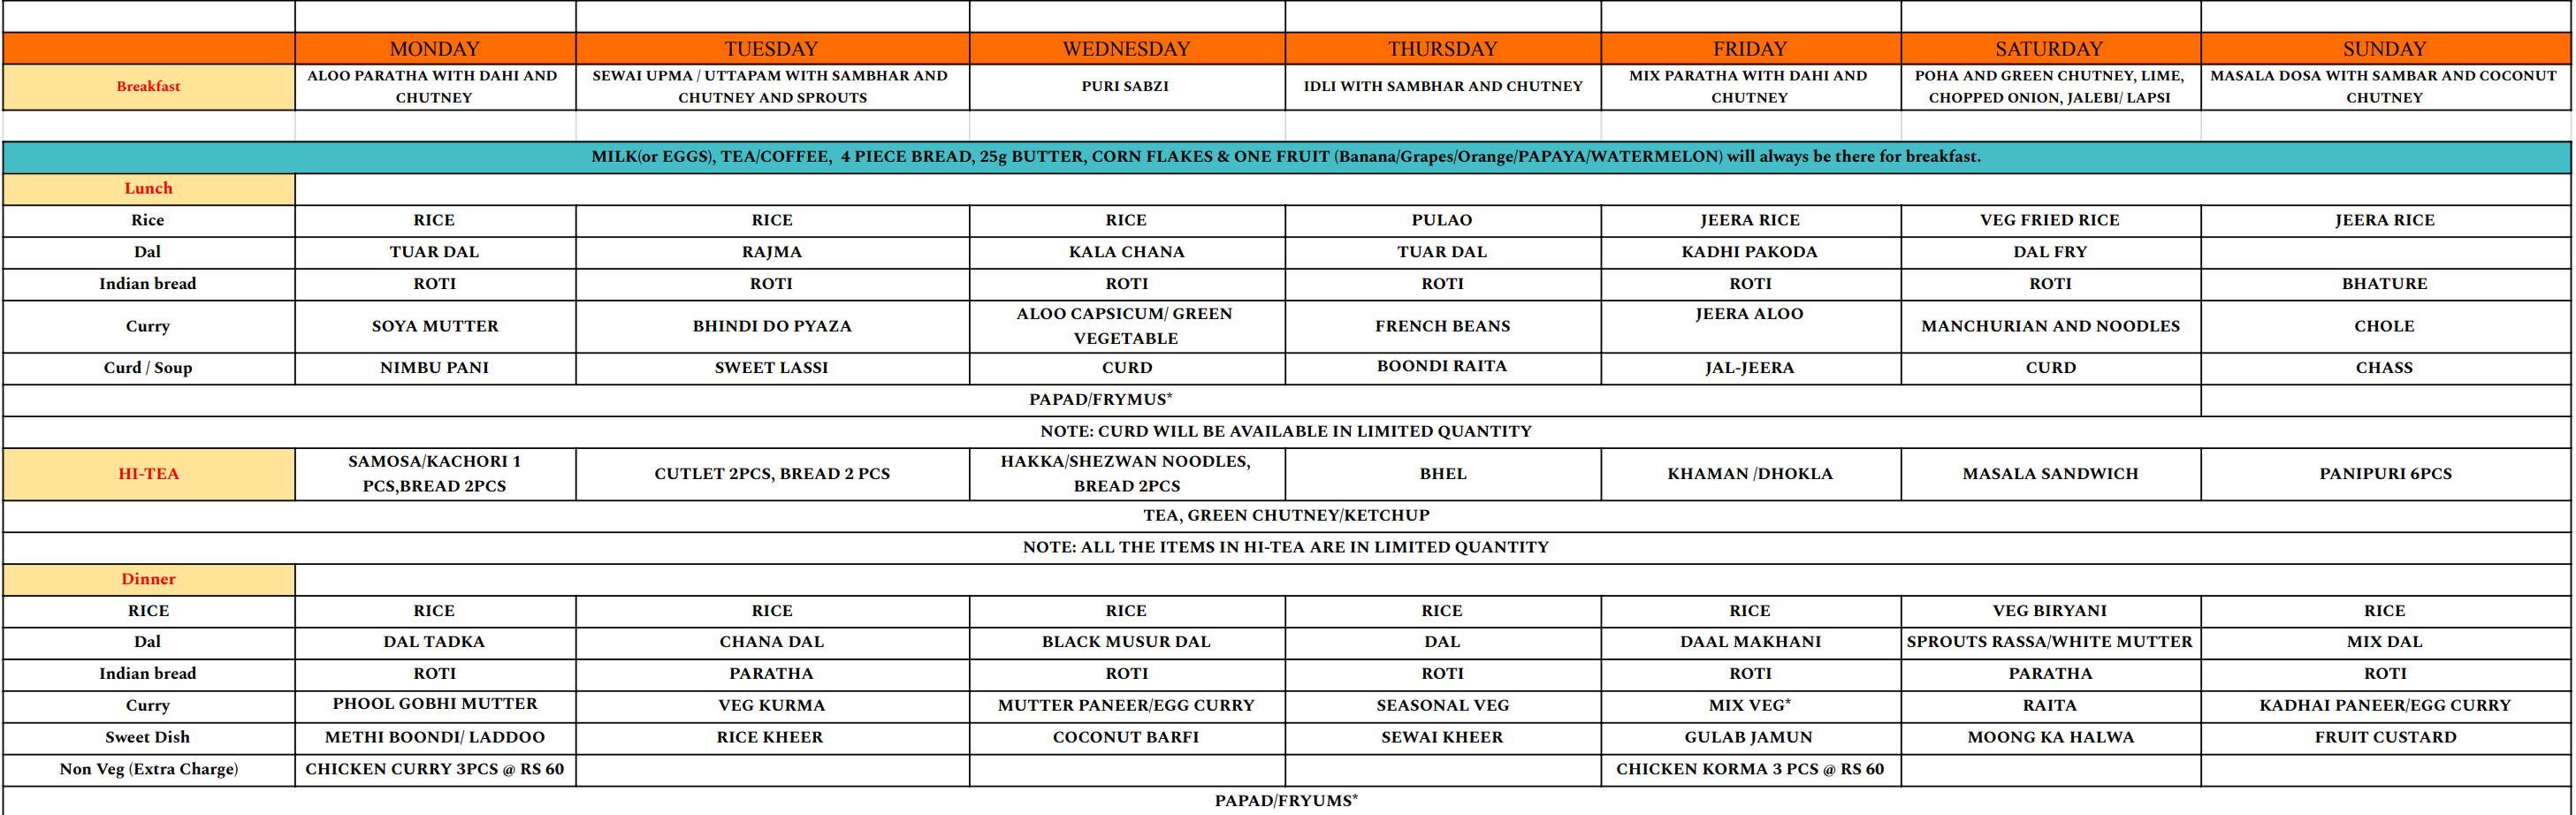 MONDAY TUESDAY WEDNESDAY THURSDAY FRIDAY SATURDAY SUNDAY
Breakfast
ALOO PARATHA WITH DAHI AND
CHUTNEY
SEWAI UPMA / UTTAPAM WITH SAMBHAR AND
CHUTNEY AND SPROUTS
PURI SABZI
IDLI WITH SAMBHAR AND CHUTNEY
MIX PARATHA WITH DAHI AND
CHUTNEY
POHA AND GREEN CHUTNEY, LIME,
CHOPPED ONION, JALEBI/ LAPSI
MASALA DOSA WITH SAMBAR AND COCONUT
CHUTNEY
MILK(or EGGS), TEA/COFFEE, 4 PIECE BREAD, 25g BUTTER, CORN FLAKES & ONE FRUIT (Banana/Grapes/Orange/PAPAYA/WATERMELON) will always be there for breakfast.
Lunch
Rice RICE RICE RICE PULAO JEERA RICE VEG FRIED RICE JEERA RICE
Dal TUAR DAL RAJMA KALA CHANA TUAR DAL KADHI PAKODA DAL FRY
Indian bread ROTI ROTI ROTI ROTI ROTI ROTI BHATURE
Curry
SOYA MUTTER
BHINDI DO PYAZA
ALOO CAPSICUM/ GREEN
VEGETABLE
FRENCH BEANS
JEERA ALOO
MANCHURIAN AND NOODLES
CHOLE
Curd / Soup NIMBU PANI SWEET LASSI CURD BOONDI RAITA JAL-JEERA CURD CHASS
PAPAD/FRYMUS*
NOTE: CURD WILL BE AVAILABLE IN LIMITED QUANTITY
HI-TEA
SAMOSA/KACHORI 1
PCS,BREAD 2PCS
CUTLET 2PCS, BREAD 2 PCS
HAKKA/SHEZWAN NOODLES,
BREAD 2PCS
BHEL
KHAMAN /DHOKLA
MASALA SANDWICH
PANIPURI 6PCS
TEA, GREEN CHUTNEY/KETCHUP
NOTE: ALL THE ITEMS IN HI-TEA ARE IN LIMITED QUANTITY
Dinner
RICE RICE RICE RICE RICE RICE VEG BIRYANI RICE
Dal DAL TADKA CHANA DAL BLACK MUSUR DAL DAL DAAL MAKHANI SPROUTS RASSA/WHITE MUTTER MIX DAL
Indian bread ROTI PARATHA ROTI ROTI ROTI PARATHA ROTI
Curry PHOOL GOBHI MUTTER VEG KURMA MUTTER PANEER/EGG CURRY SEASONAL VEG MIX VEG* RAITA KADHAI PANEER/EGG CURRY
Sweet Dish METHI BOONDI/ LADDOO RICE KHEER COCONUT BARFI SEWAI KHEER GULAB JAMUN MOONG KA HALWA FRUIT CUSTARD
Non Veg (Extra Charge) CHICKEN CURRY 3PCS @ RS 60 CHICKEN KORMA 3 PCS @ RS 60
PAPAD/FRYUMS*